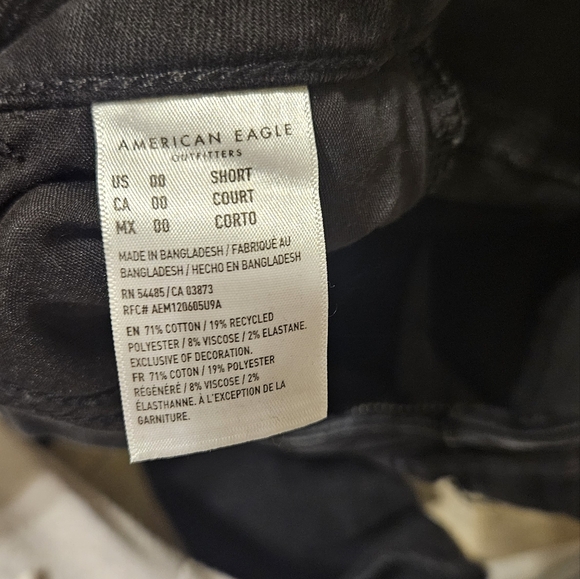 AMERICAN EAGLE
OUTFITTERS
US 00 SHORT
CA 00 COURT
MX 00 CORTO
MADE IN BANGLADESH / FABRIQUÉ AU
BANGLADESH / HECHO EN BANGLADESH
RN 54485 / CA 03873
RFC# AEM120605U9A
EN 71% COTTON / 19% RECYCLED
POLYESTER / 8% VISCOSE / 2% ELASTANE.
EXCLUSIVE OF DECORATION.
FR 71% COTON / 19% POLYESTER
RÉGÉNÉRÉ / 8% VISCOSE / 2%
ÉLASTHANNE. À L'EXCEPTION DE LA
GARNITURE.